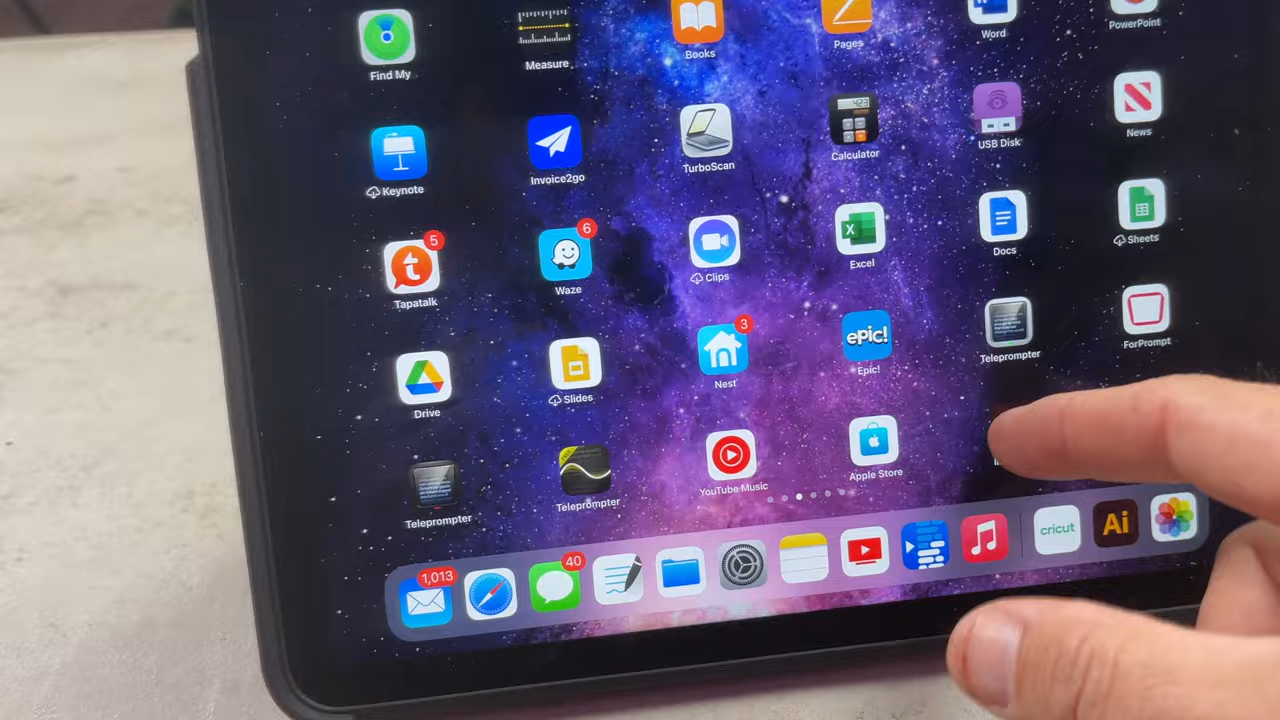 Find My
Measure
Books
Pages
Word
PowerPoint
Keynote
Invoice2go
TurboScan
423
Calculator
USB Disk
News
5
Tapatalk
6
Waze
Clips
Excel
Docs
Sheets
Drive
Slides
3
Nest
epic!
Epic!
Teleprompter
ForPrompt
Teleprompter
FREE
Teleprompter
YouTube Music
Apple Store
1,013
40
cricut
Ai